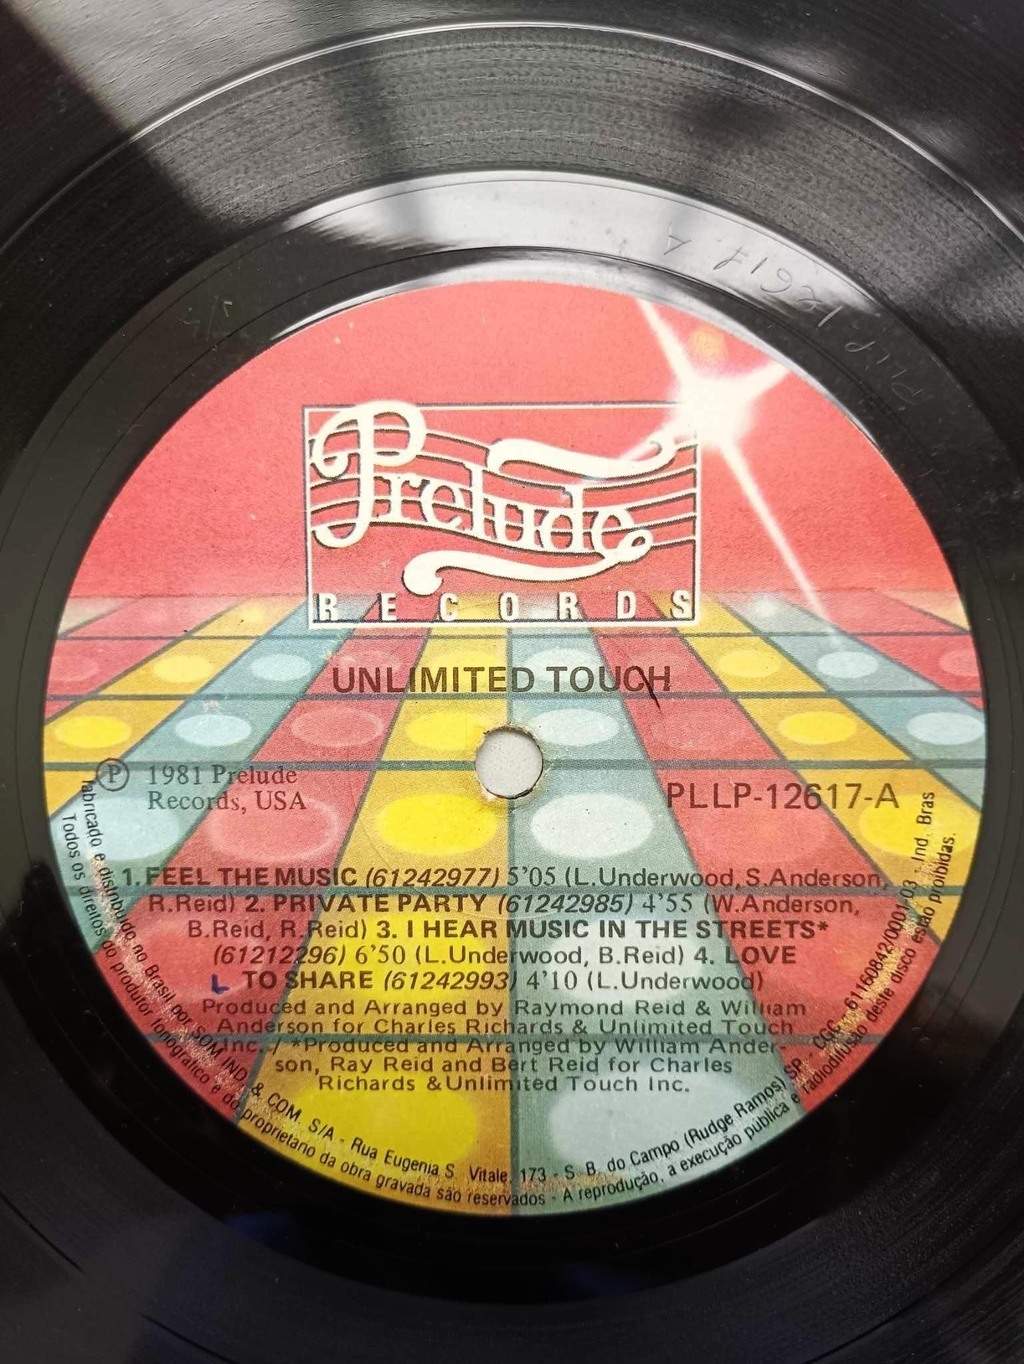 PLLP 12617 A
Prelude
RECORDS
UNLIMITED TOUCH
Ⓟ 1981 Prelude
Records, USA
PLLP-12617-A
1. FEEL THE MUSIC (61242977) 5'05 (L.Underwood, S.Anderson,
R.Reid) 2. PRIVATE PARTY (61242985) 4'55 (W.Anderson,
B.Reid, R.Reid) 3. I HEAR MUSIC IN THE STREETS*
(61212296) 6'50 (L.Underwood, B.Reid) 4. LOVE
TO SHARE (61242993) 4'10 (L.Underwood)
Produced and Arranged by Raymond Reid & William
Anderson for Charles Richards & Unlimited Touch
Inc. / *Produced and Arranged by William Ander-
son, Ray Reid and Bert Reid for Charles
Richards &Unlimited Touch Inc.
Fabricado e distribuido no Brasil por SOM IND. & COM. S/A - Rua Eugenia S. Vitale, 173 - S. B. do Campo (Rudge Ramos) SP - CGC. 61160842/0001-03 Ind. Bras
Todos os direitos do produtor fonográfico e do proprietario da obra gravada são reservados - A reprodução, a execução pública e radiodifusão deste disco estão proibidas.